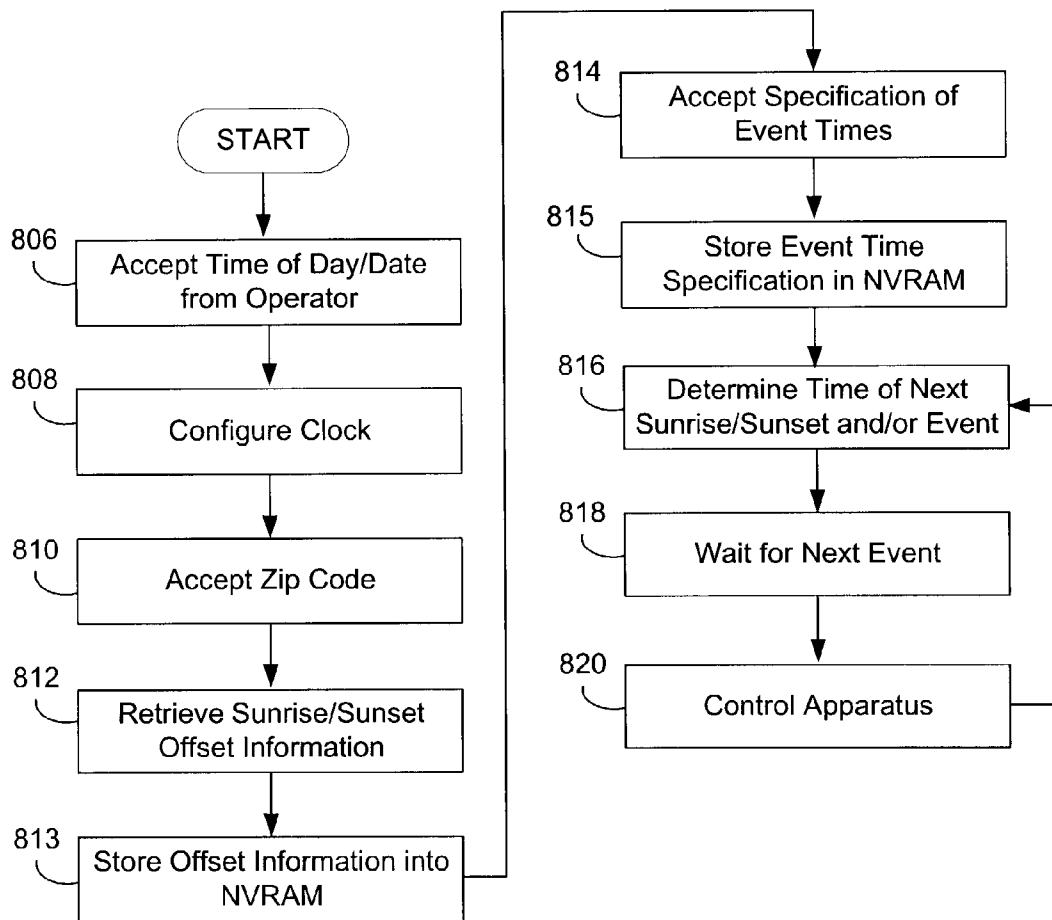 START
806
Accept Time of Day/Date
from Operator
808
Configure Clock
810
Accept Zip Code
812
Retrieve Sunrise/Sunset
Offset Information
813
Store Offset Information into
NVRAM
814
Accept Specification of
Event Times
815
Store Event Time
Specification in NVRAM
816
Determine Time of Next
Sunrise/Sunset and/or Event
818
Wait for Next Event
820
Control Apparatus